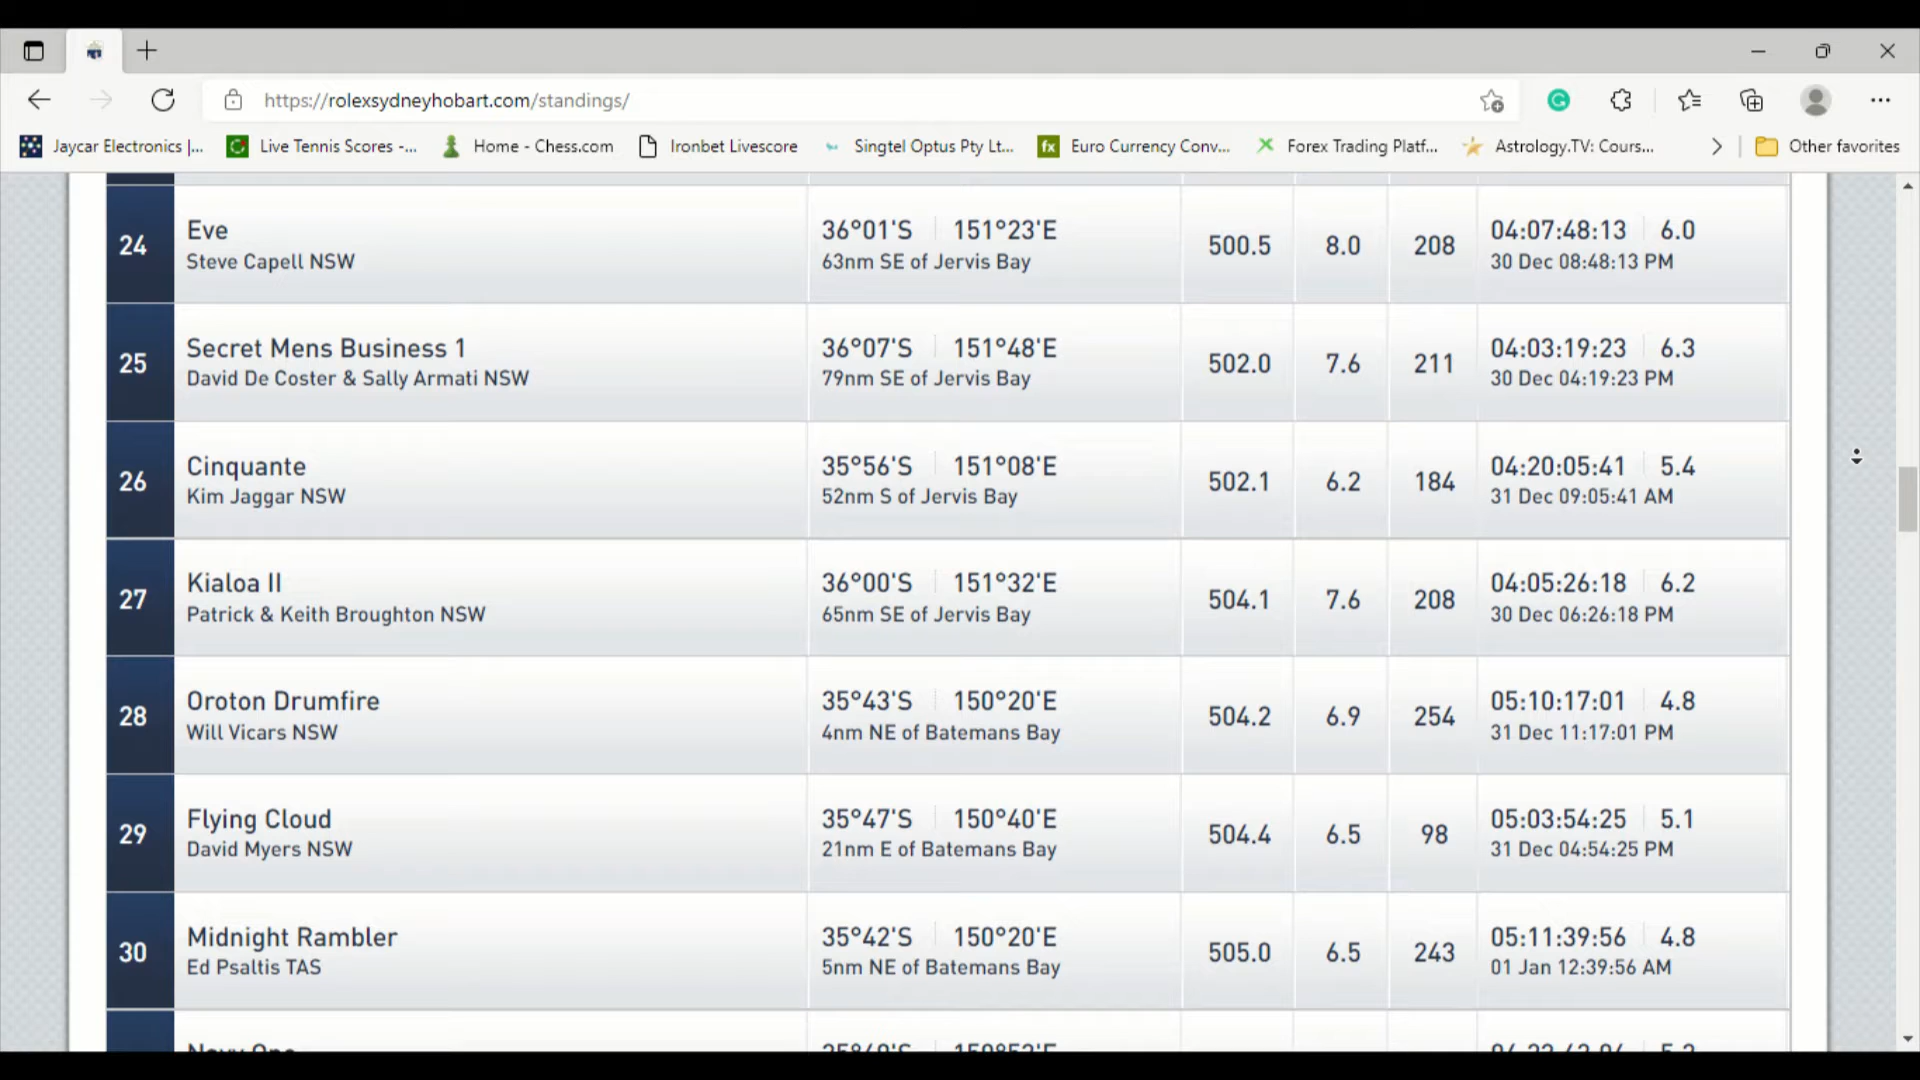 https://rolexsydneyhobart.com/standings/
Jaycar Electronics |... Live Tennis Scores -... Home - Chess.com Ironbet Livescore Singtel Optus Pty Lt... fx Euro Currency Conv... Forex Trading Platf... Astrology.TV: Cours... Other favorites
24 Eve 36°01'S 151°23'E 500.5 8.0 208 04:07:48:13 6.0
Steve Capell NSW 63nm SE of Jervis Bay 30 Dec 08:48:13 PM
25 Secret Mens Business 1 36°07'S 151°48'E 502.0 7.6 211 04:03:19:23 6.3
David De Coster & Sally Armati NSW 79nm SE of Jervis Bay 30 Dec 04:19:23 PM
26 Cinquante 35°56'S 151°08'E 502.1 6.2 184 04:20:05:41 5.4
Kim Jaggar NSW 52nm S of Jervis Bay 31 Dec 09:05:41 AM
27 Kialoa II 36°00'S 151°32'E 504.1 7.6 208 04:05:26:18 6.2
Patrick & Keith Broughton NSW 65nm SE of Jervis Bay 30 Dec 06:26:18 PM
28 Oroton Drumfire 35°43'S 150°20'E 504.2 6.9 254 05:10:17:01 4.8
Will Vicars NSW 4nm NE of Batemans Bay 31 Dec 11:17:01 PM
29 Flying Cloud 35°47'S 150°40'E 504.4 6.5 98 05:03:54:25 5.1
David Myers NSW 21nm E of Batemans Bay 31 Dec 04:54:25 PM
30 Midnight Rambler 35°42'S 150°20'E 505.0 6.5 243 05:11:39:56 4.8
Ed Psaltis TAS 5nm NE of Batemans Bay 01 Jan 12:39:56 AM